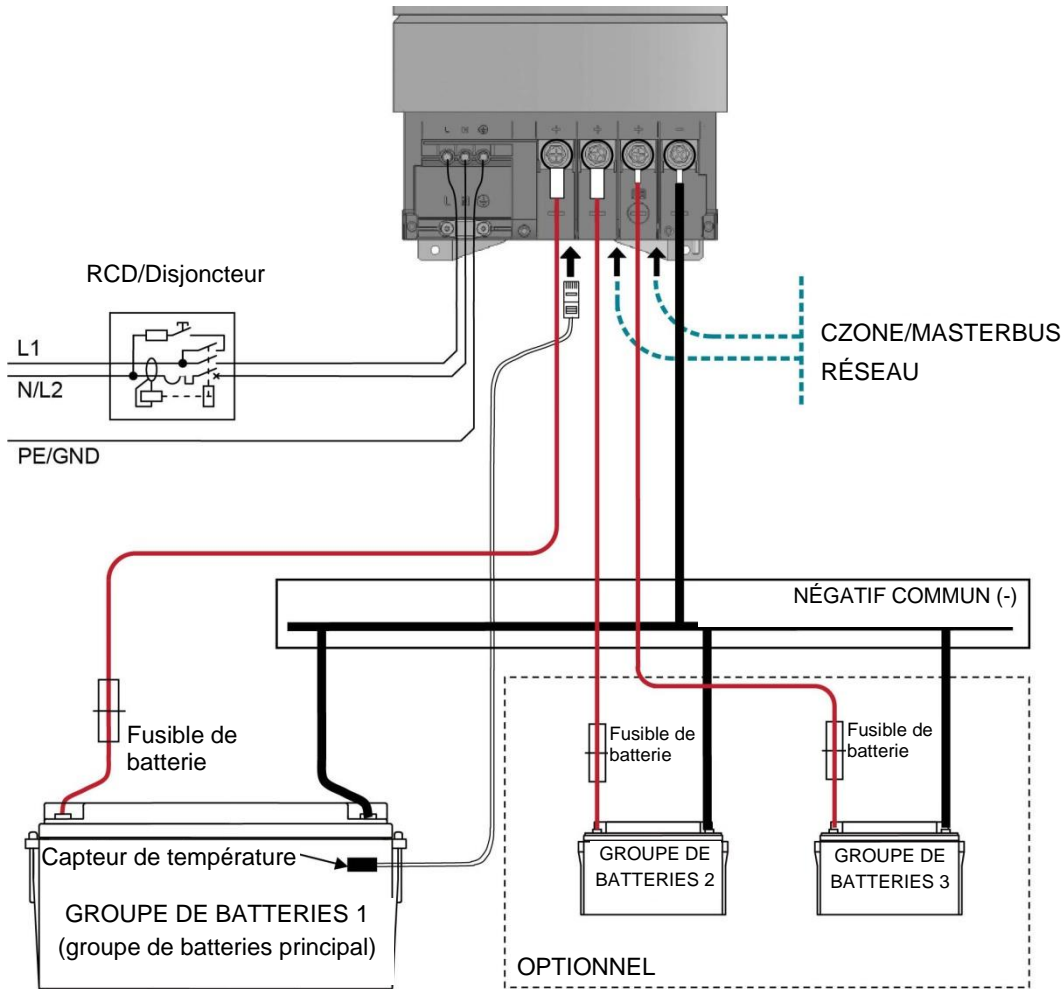 L N
+ + + -
L N
RCD/Disjoncteur
L1
N/L2
PE/GND
CZONE/MASTERBUS
RÉSEAU
NÉGATIF COMMUN (-)
Fusible de
batterie
Fusible de
batterie
Fusible de
batterie
Capteur de température
GROUPE DE BATTERIES 1
(groupe de batteries principal)
GROUPE DE
BATTERIES 2
GROUPE DE
BATTERIES 3
OPTIONNEL